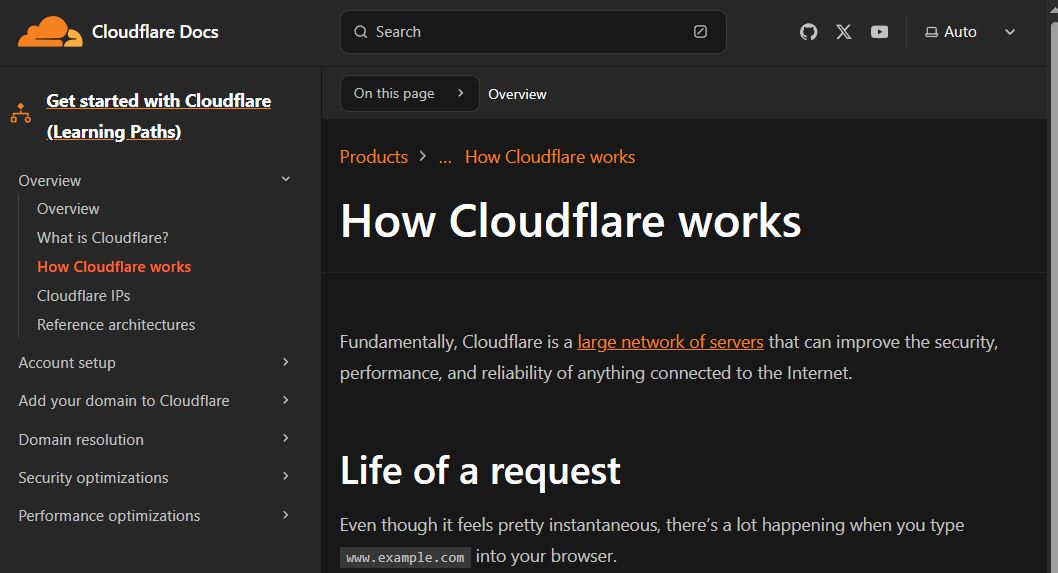 Cloudflare Docs
Search
Auto
Get started with Cloudflare
(Learning Paths)
Overview
Overview
What is Cloudflare?
How Cloudflare works
Cloudflare IPs
Reference architectures
Account setup
Add your domain to Cloudflare
Domain resolution
Security optimizations
Performance optimizations
On this page > Overview
Products > ... How Cloudflare works
How Cloudflare works
Fundamentally, Cloudflare is a large network of servers that can improve the security,
performance, and reliability of anything connected to the Internet.
Life of a request
Even though it feels pretty instantaneous, there’s a lot happening when you type
www.example.com into your browser.